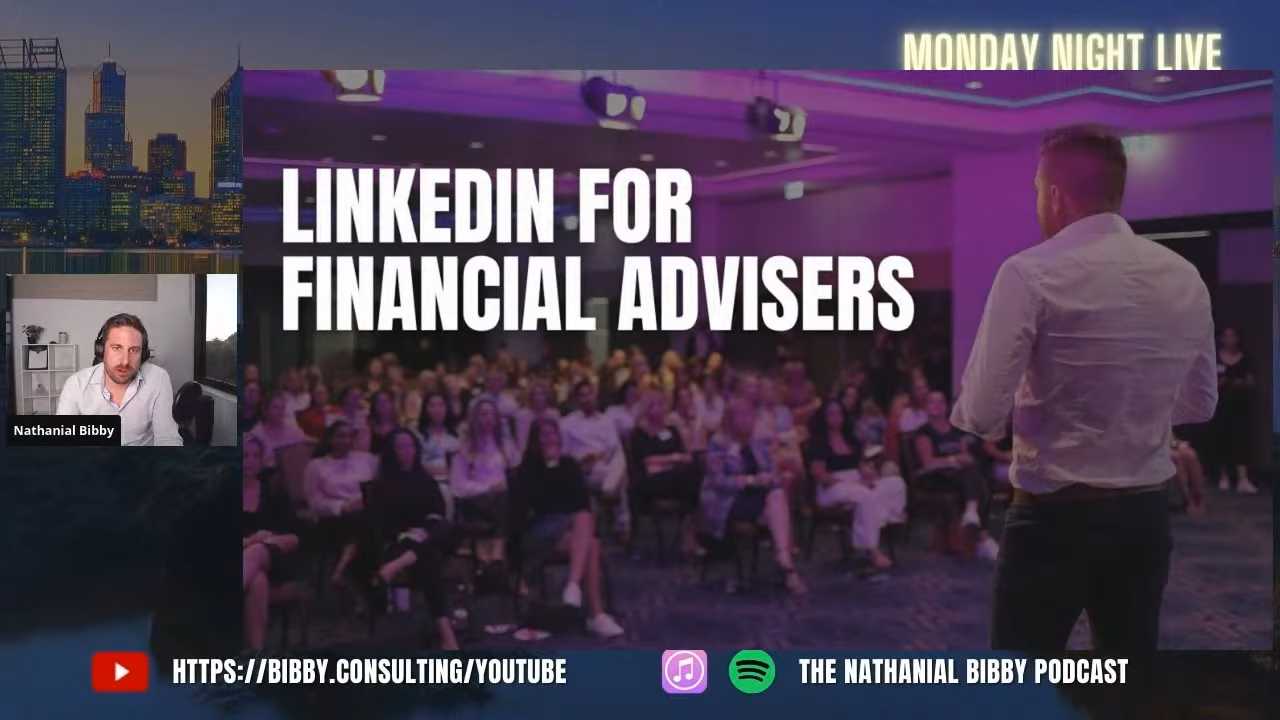 MONDAY NIGHT LIVE
LINKEDIN FOR
FINANCIAL ADVISERS
Nathanial Bibby
HTTPS://BIBBY.CONSULTING/YOUTUBE
THE NATHANIAL BIBBY PODCAST